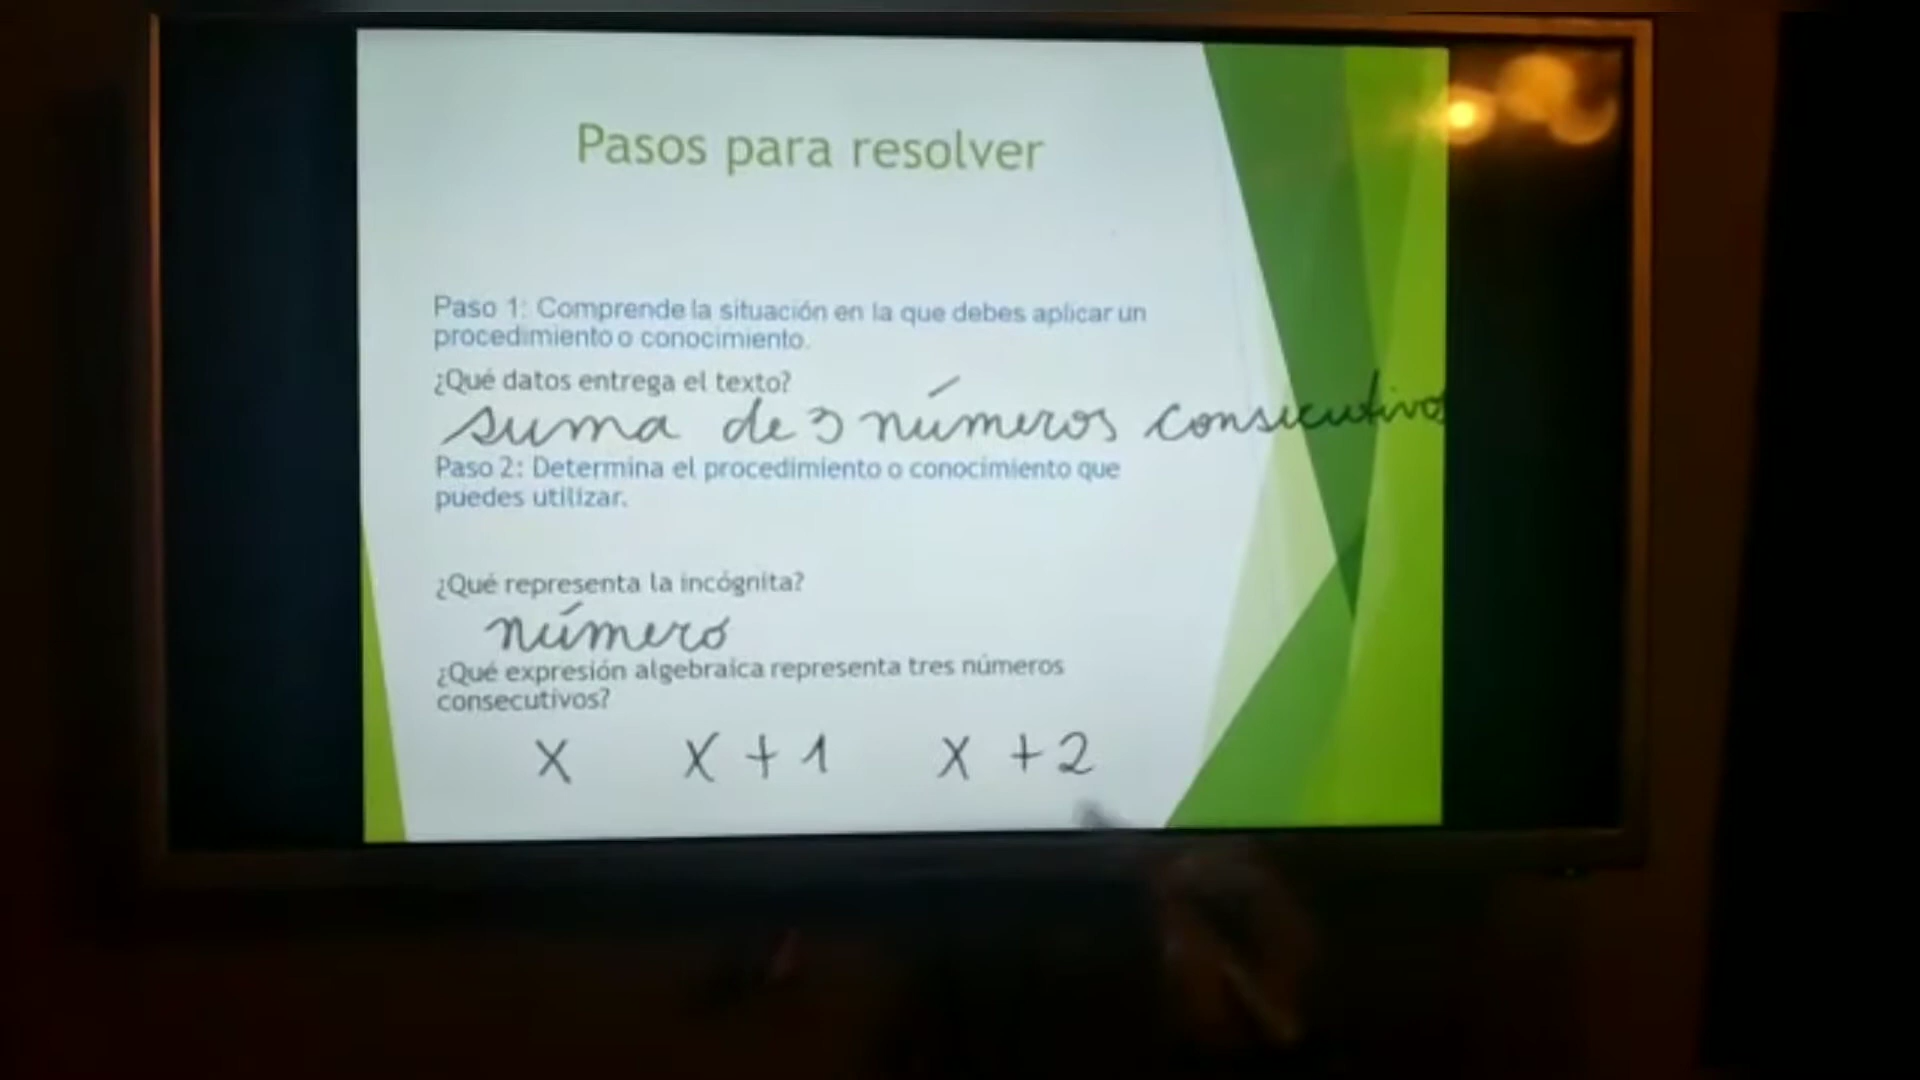 Pasos para resolver
Paso 1: Comprende la situación en la que debes aplicar un
procedimiento o conocimiento.
¿Qué datos entrega el texto?
suma de 3 números consecutivos
Paso 2: Determina el procedimiento o conocimiento que
puedes utilizar.
¿Qué representa la incógnita?
número
¿Qué expresión algebraica representa tres números
consecutivos?
x x + 1 x + 2